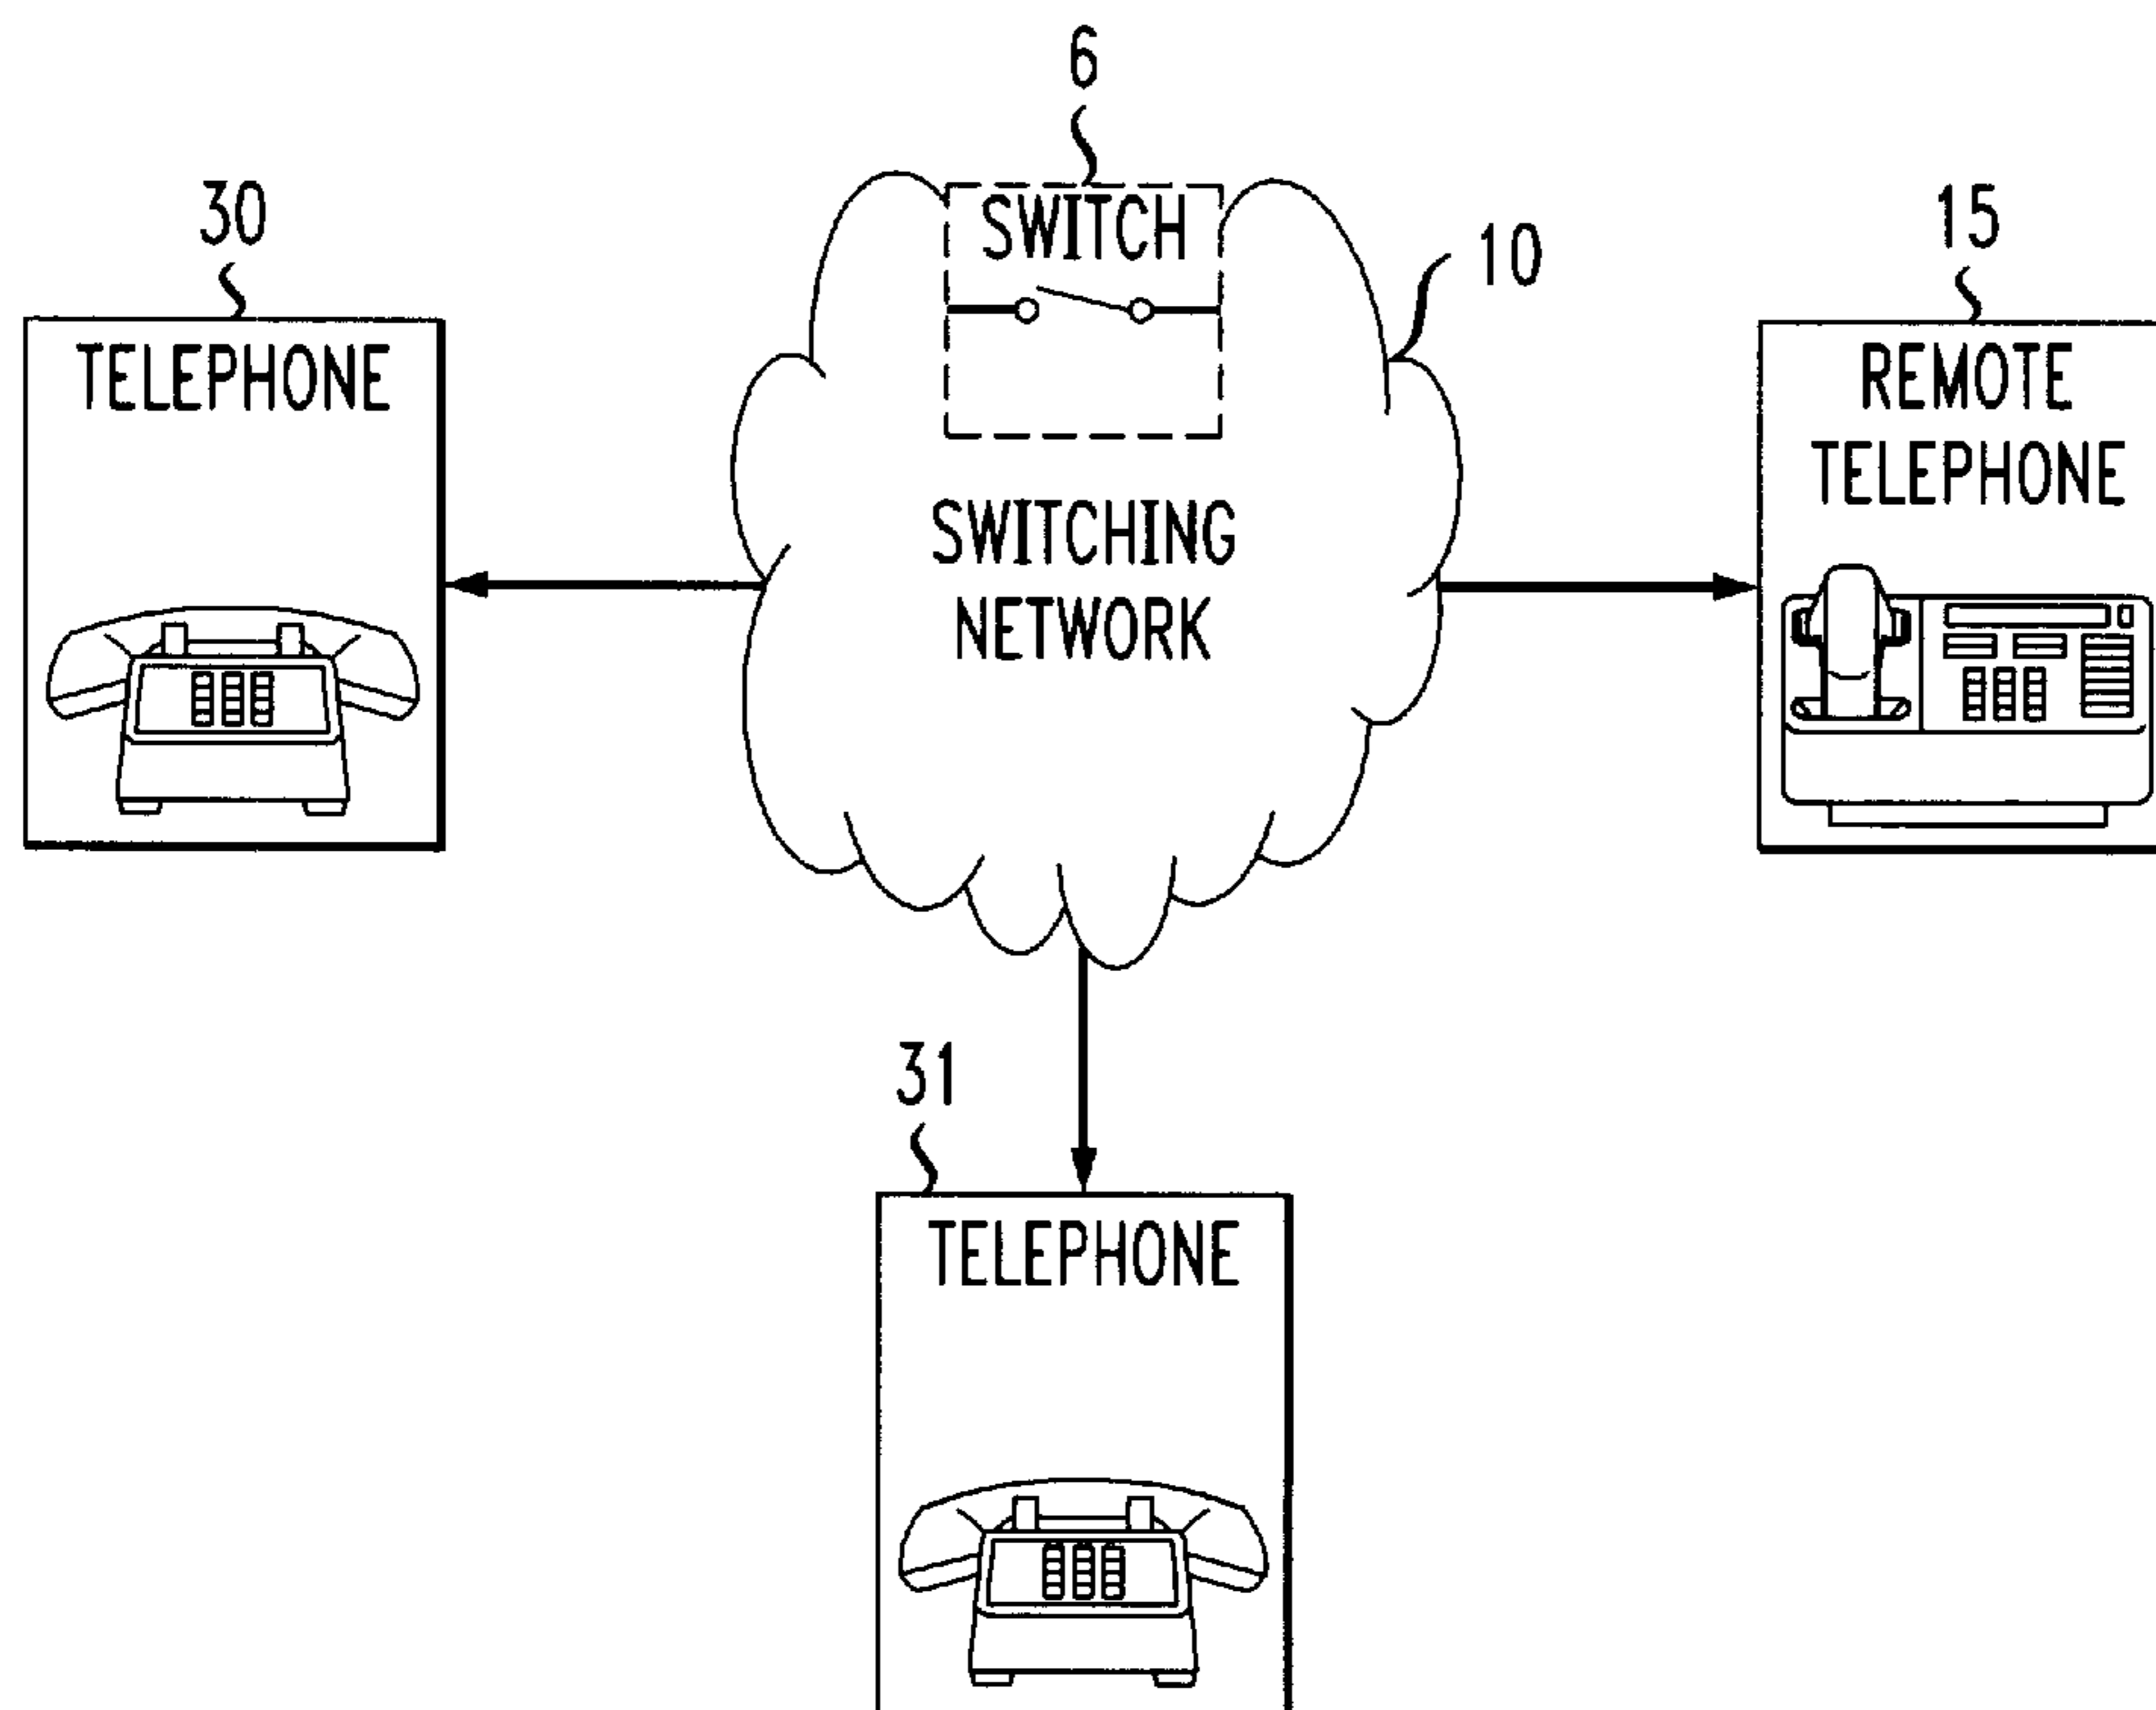 6
30
SWITCH
10
15
TELEPHONE
REMOTE
TELEPHONE
SWITCHING
NETWORK
31
TELEPHONE